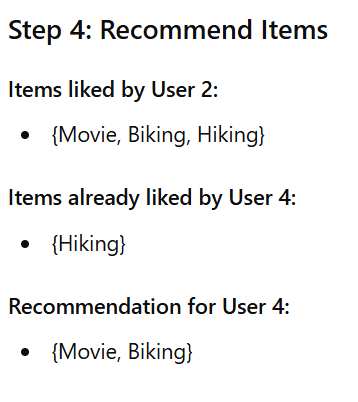 Step 4: Recommend Items
Items liked by User 2:
• {Movie, Biking, Hiking}
Items already liked by User 4:
• {Hiking}
Recommendation for User 4:
• {Movie, Biking}